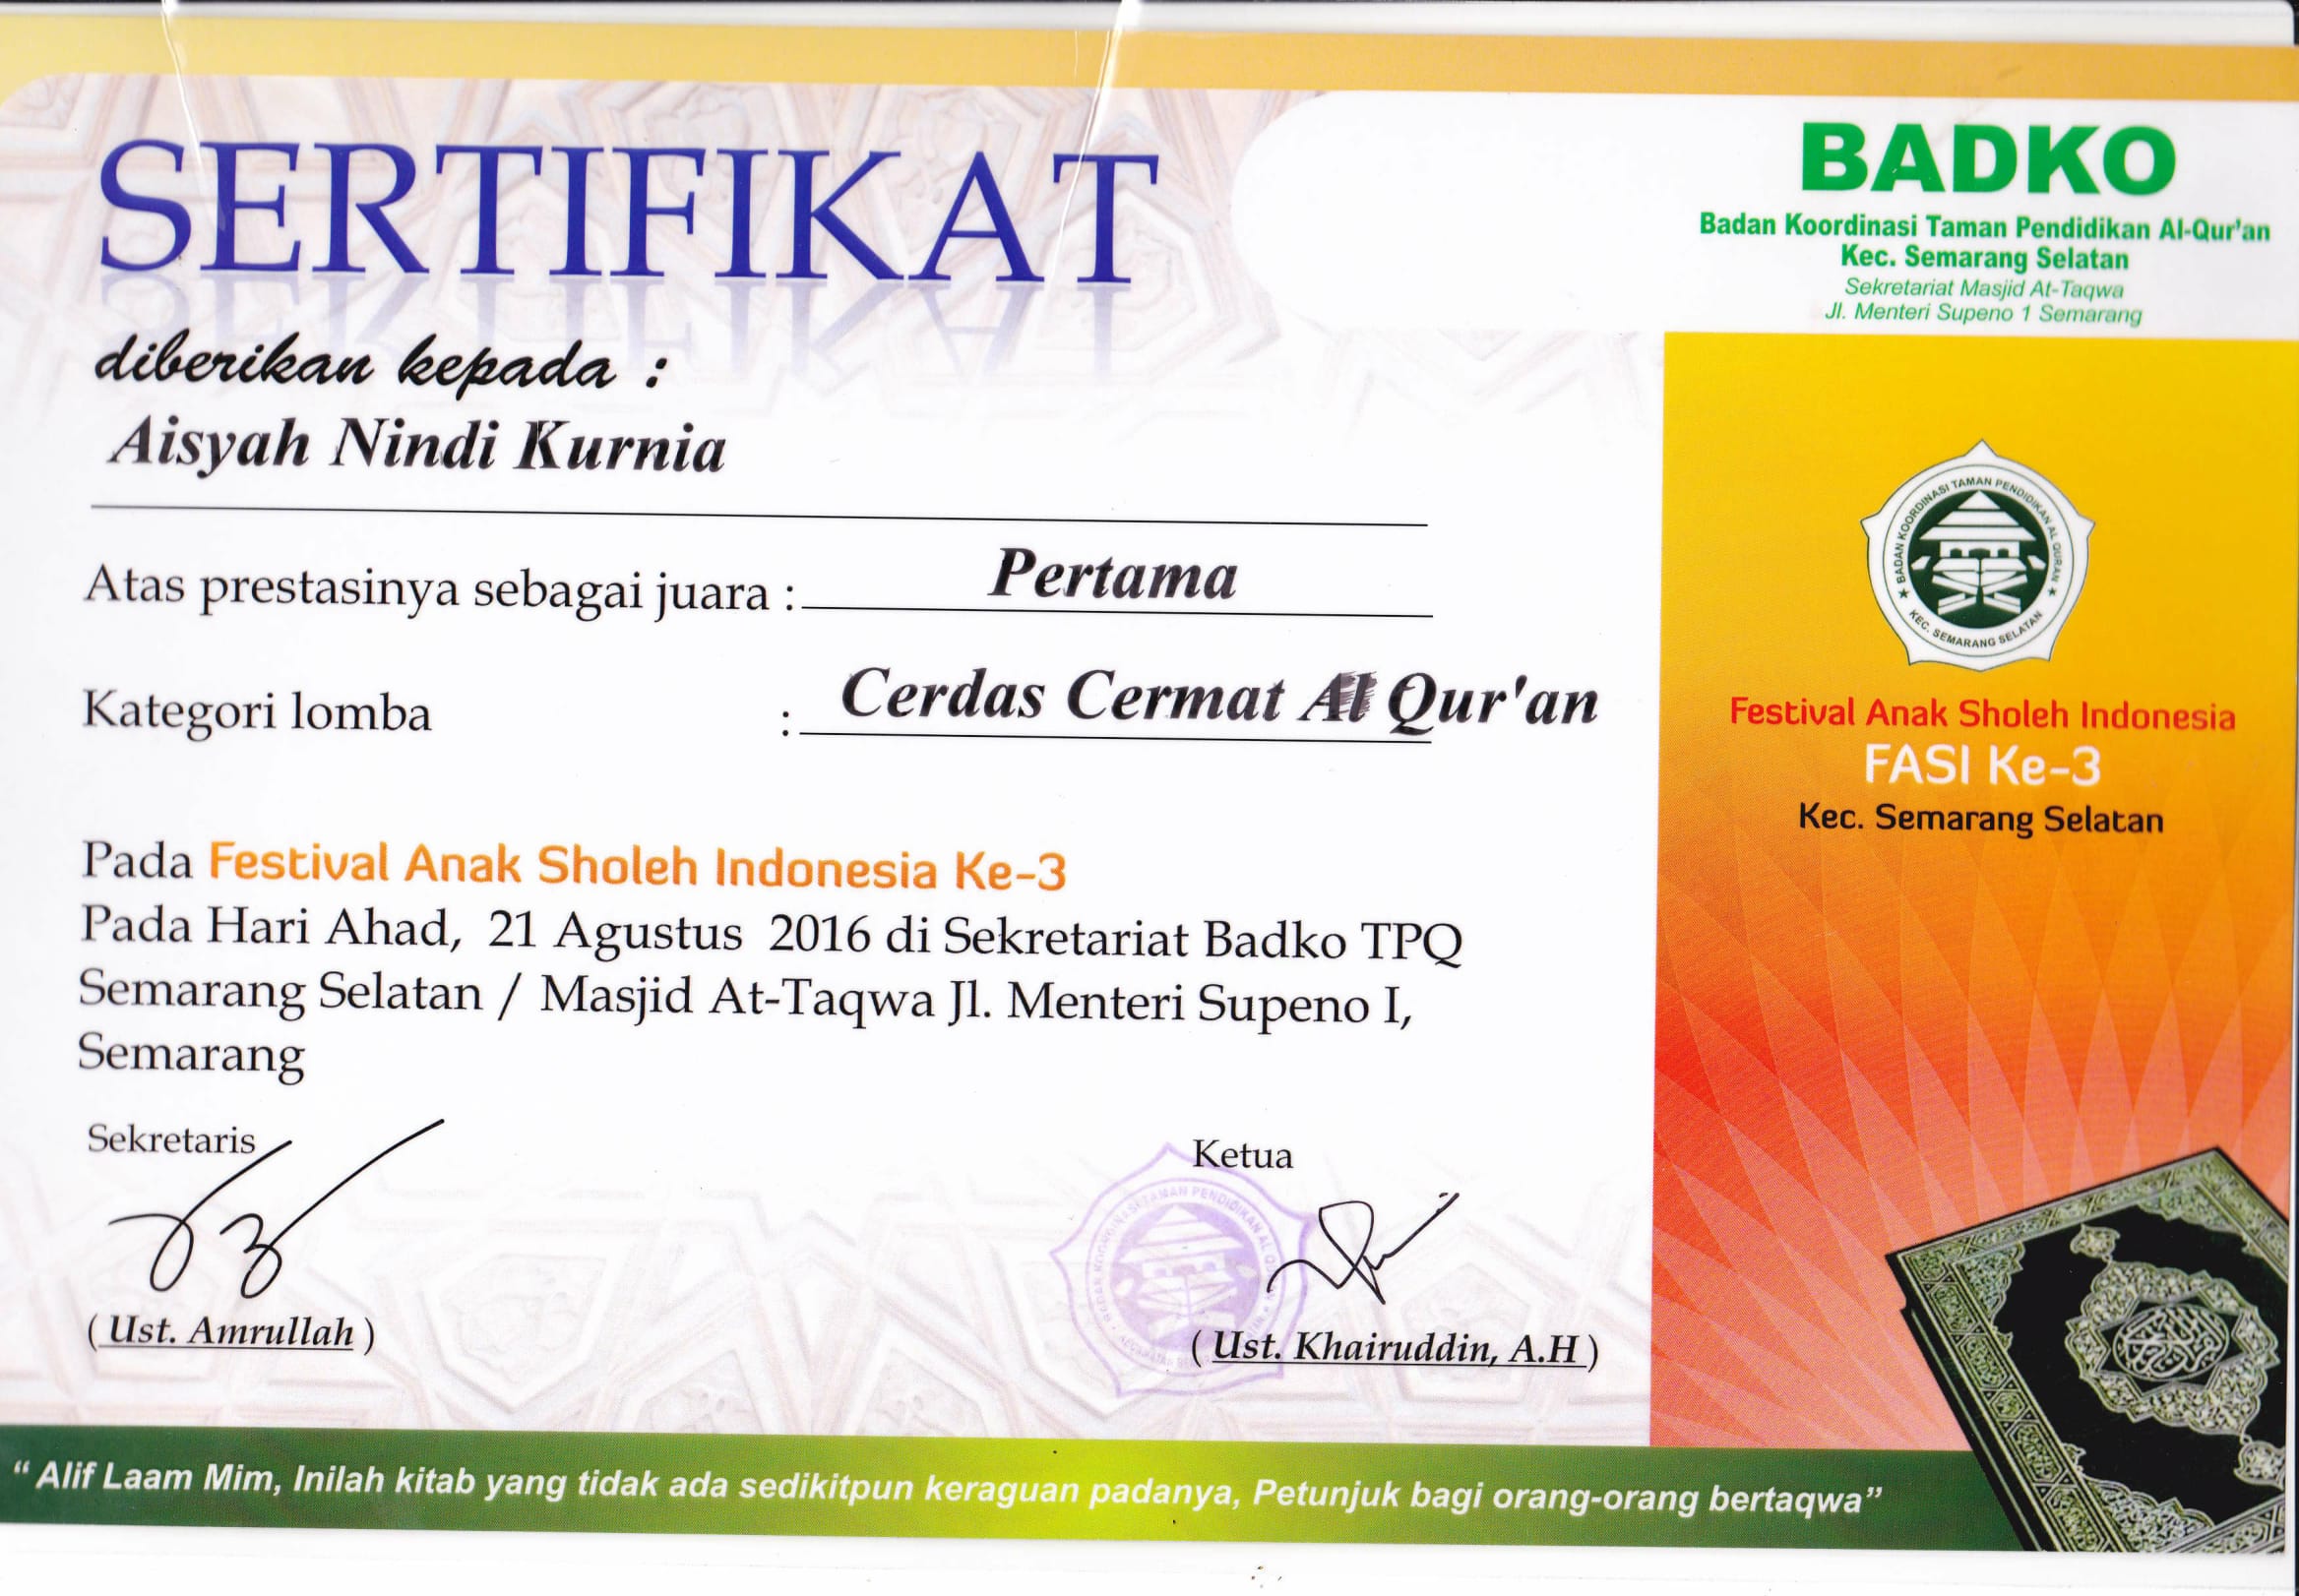 SERTIFIKAT
diberikan kepada :
Aisyah Nindi Kurnia
Atas prestasinya sebagai juara : Pertama
Kategori lomba : Cerdas Cermat Al Qur'an
Pada Festival Anak Sholeh Indonesia Ke-3
Pada Hari Ahad, 21 Agustus 2016 di Sekretariat Badko TPQ
Semarang Selatan / Masjid At-Taqwa Jl. Menteri Supeno I,
Semarang
Sekretaris
( Ust. Amrullah )
Ketua
( Ust. Khairuddin, A.H )
BADKO
Badan Koordinasi Taman Pendidikan Al-Qur'an
Kec. Semarang Selatan
Sekretariat Masjid At-Taqwa
Jl. Menteri Supeno 1 Semarang
BADAN KOORDINASI TAMAN PENDIDIKAN AL QURAN
KEC. SEMARANG SELATAN
Festival Anak Sholeh Indonesia
FASI Ke-3
Kec. Semarang Selatan
“ Alif Laam Mim, Inilah kitab yang tidak ada sedikitpun keraguan padanya, Petunjuk bagi orang-orang bertaqwa”